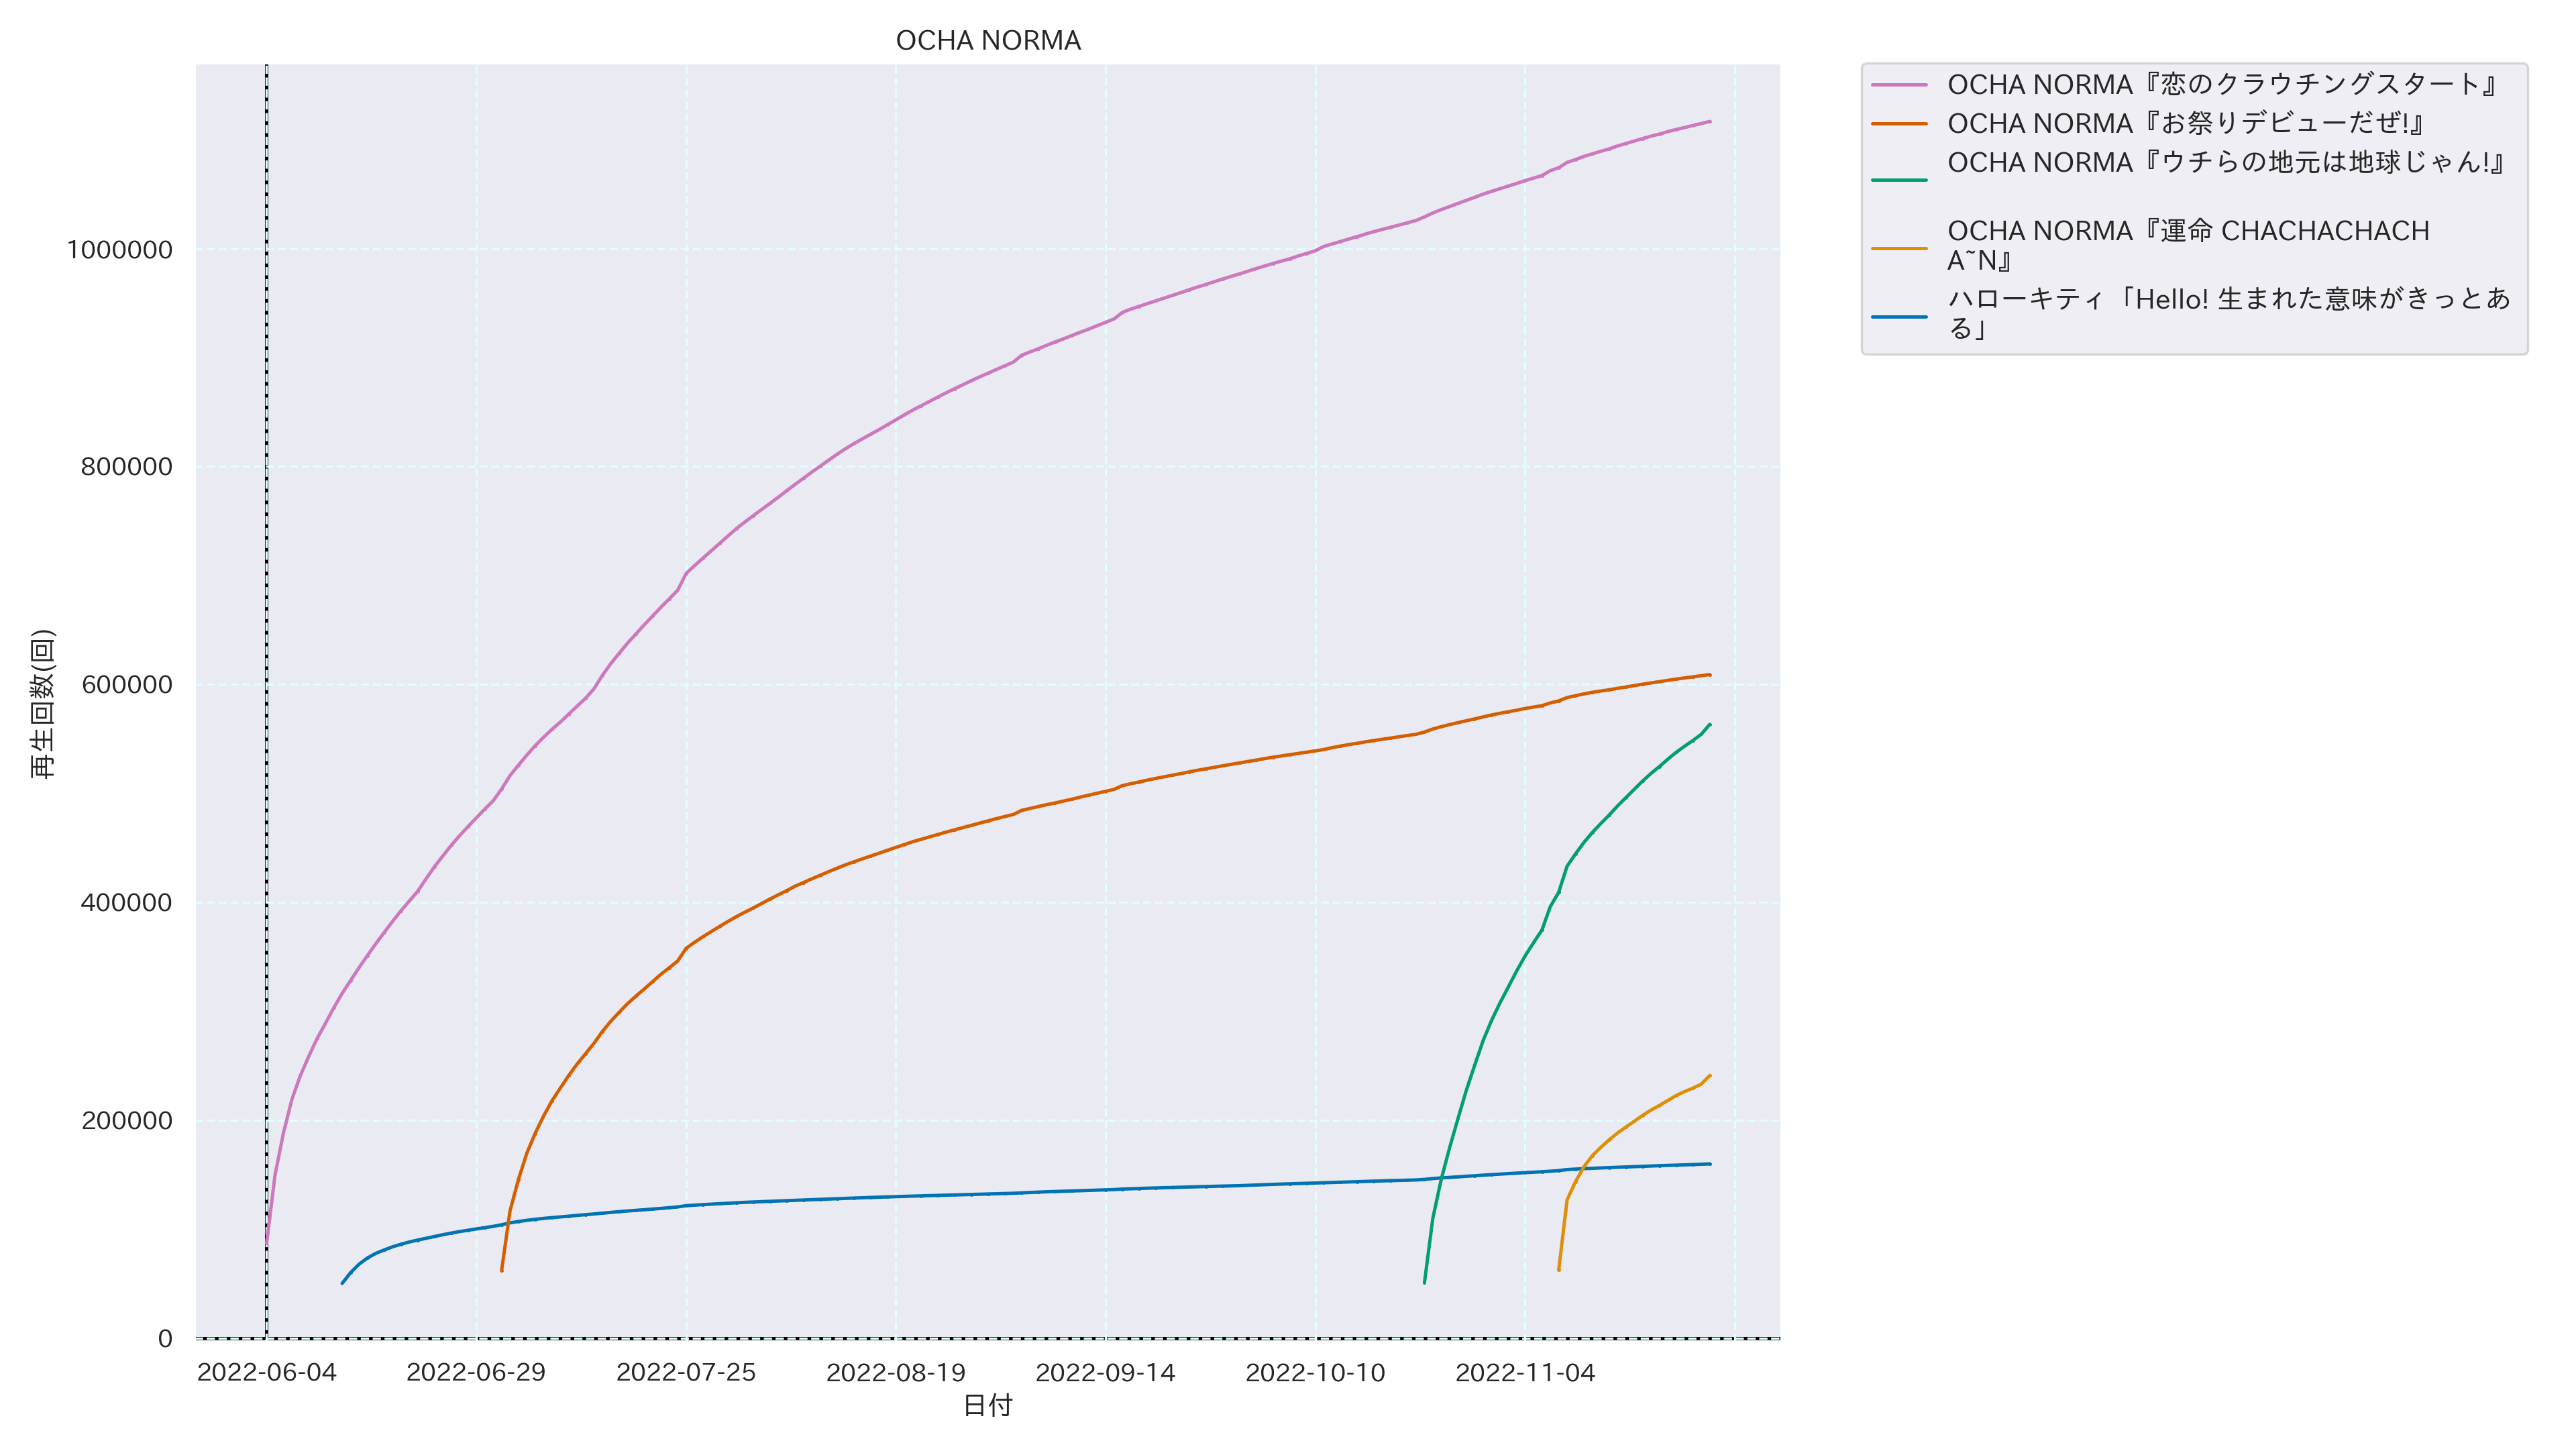 OCHA NORMA
OCHA NORMA『恋のクラウチングスタート』
OCHA NORMA『お祭りデビューだぜ!』
OCHA NORMA『ウチらの地元は地球じゃん!』
OCHA NORMA『運命 CHACHACHACH
A~N』
ハローキティ「Hello! 生まれた意味がきっとあ
る」
再生回数(回)
1000000
800000
600000
400000
200000
0
2022-06-04 2022-06-29 2022-07-25 2022-08-19 2022-09-14 2022-10-10 2022-11-04
日付